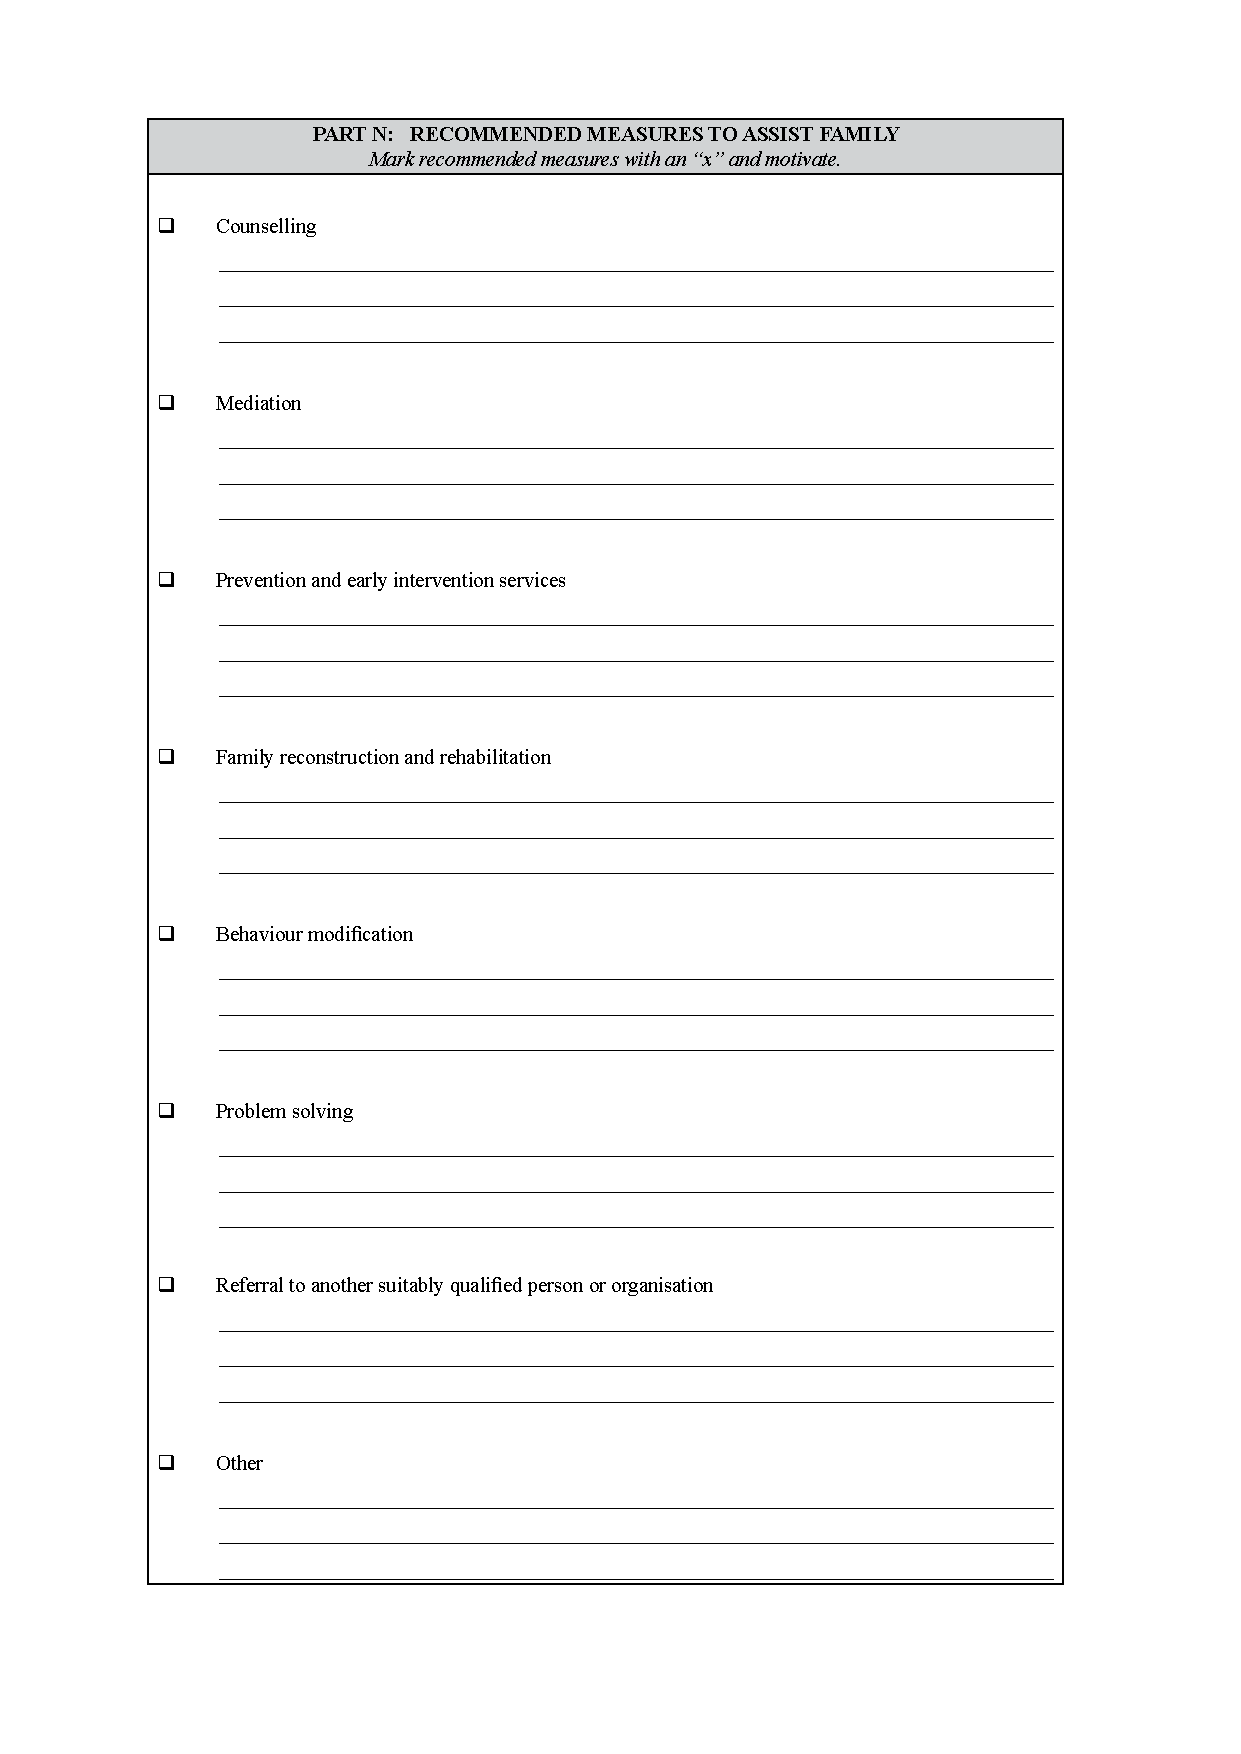 PART N: RECOMMENDED MEASURES TO ASSIST FAMILY
Mark recommended measures with an “x” and motivate.
Counselling
Mediation
Prevention and early intervention services
Family reconstruction and rehabilitation
Behaviour modification
Problem solving
Referral to another suitably qualified person or organisation
Other